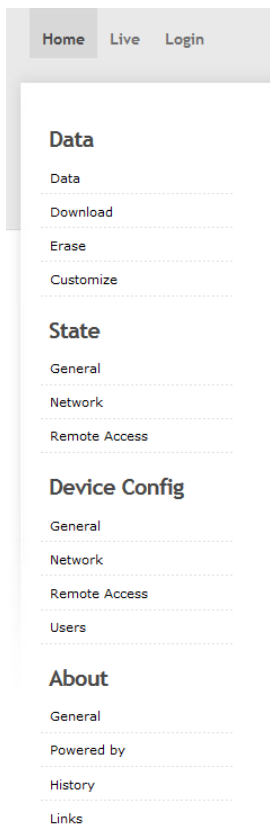 Home Live Login
Data
Data
Download
Erase
Customize
State
General
Network
Remote Access
Device Config
General
Network
Remote Access
Users
About
General
Powered by
History
Links